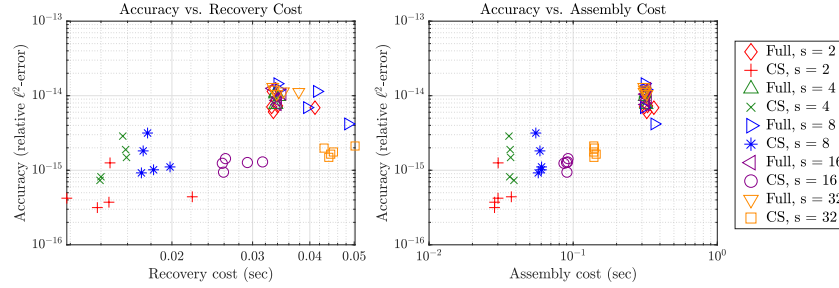 Accuracy vs. Recovery Cost
Accuracy (relative ℓ²-error)
10⁻¹³
10⁻¹⁴
10⁻¹⁵
10⁻¹⁶
0.02
0.03
0.04
0.05
Recovery cost (sec)
Accuracy vs. Assembly Cost
Accuracy (relative ℓ²-error)
10⁻¹³
10⁻¹⁴
10⁻¹⁵
10⁻¹⁶
10⁻²
10⁻¹
10⁰
Assembly cost (sec)
Full, s = 2
CS, s = 2
Full, s = 4
CS, s = 4
Full, s = 8
CS, s = 8
Full, s = 16
CS, s = 16
Full, s = 32
CS, s = 32